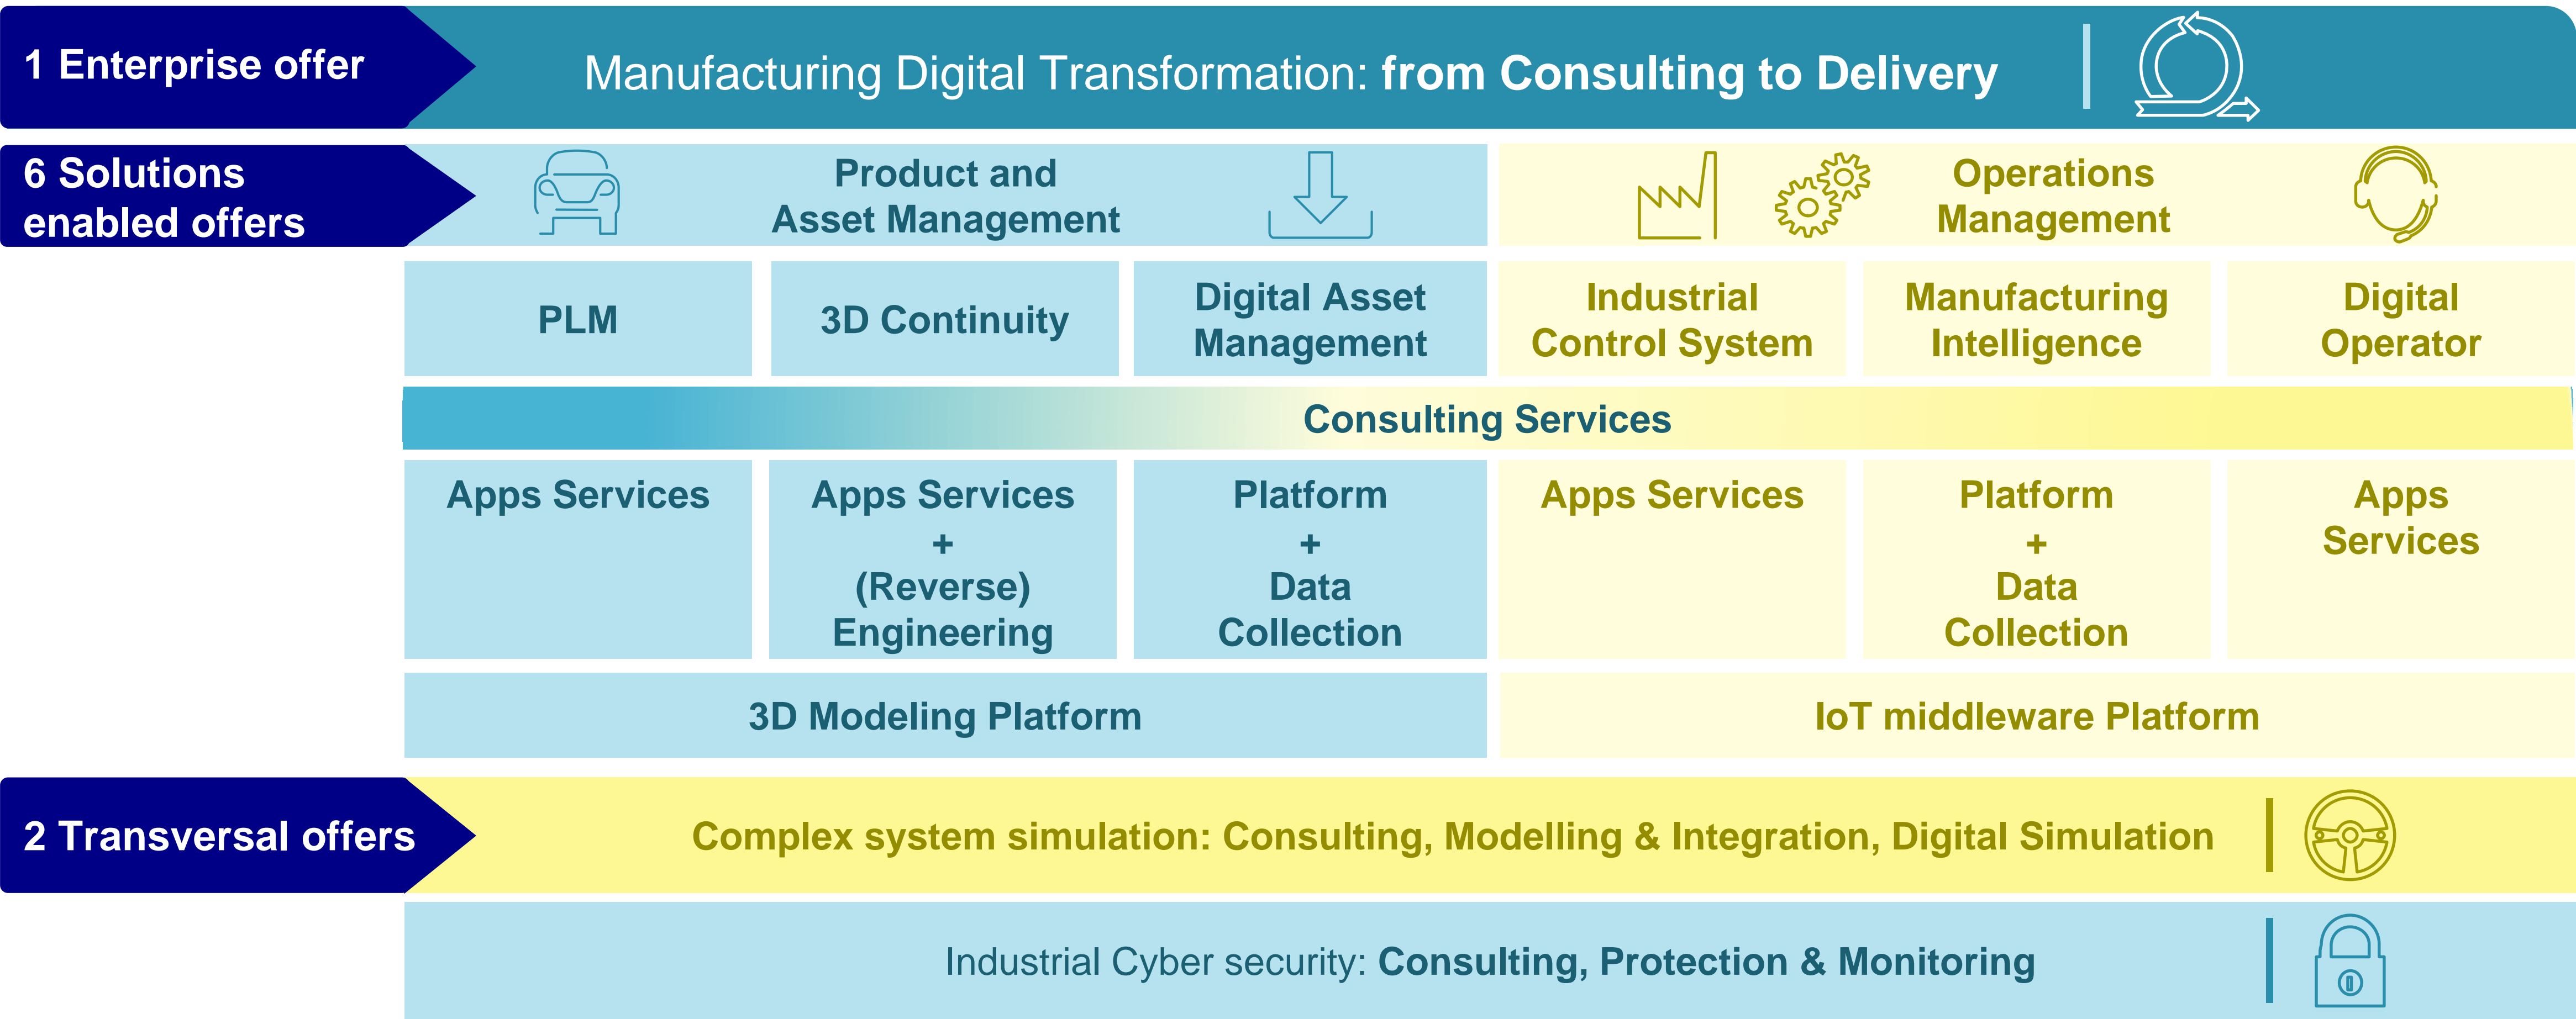 1 Enterprise offer
Manufacturing Digital Transformation: from Consulting to Delivery
6 Solutions
enabled offers
Product and
Asset Management
Operations
Management
PLM
3D Continuity
Digital Asset
Management
Industrial
Control System
Manufacturing
Intelligence
Digital
Operator
Consulting Services
Apps Services
Apps Services
+
(Reverse)
Engineering
Platform
+
Data
Collection
Apps Services
Platform
+
Data
Collection
Apps
Services
3D Modeling Platform
IoT middleware Platform
2 Transversal offers
Complex system simulation: Consulting, Modelling & Integration, Digital Simulation
Industrial Cyber security: Consulting, Protection & Monitoring